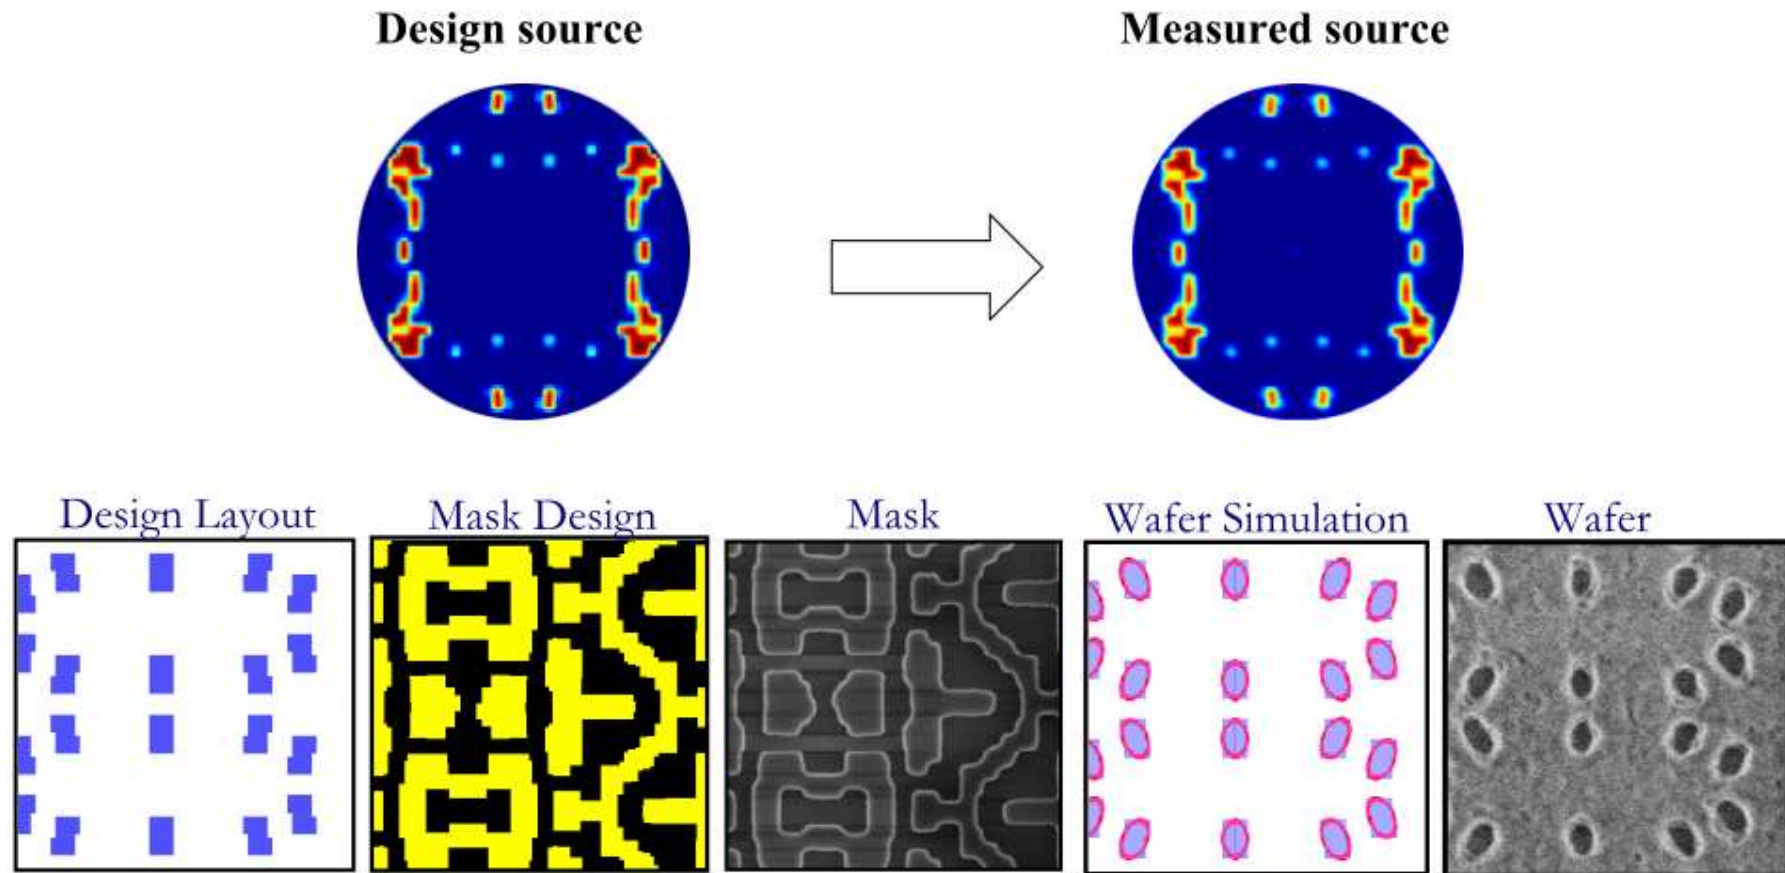 Design source
Measured source
Design Layout
Mask Design
Mask
Wafer Simulation
Wafer